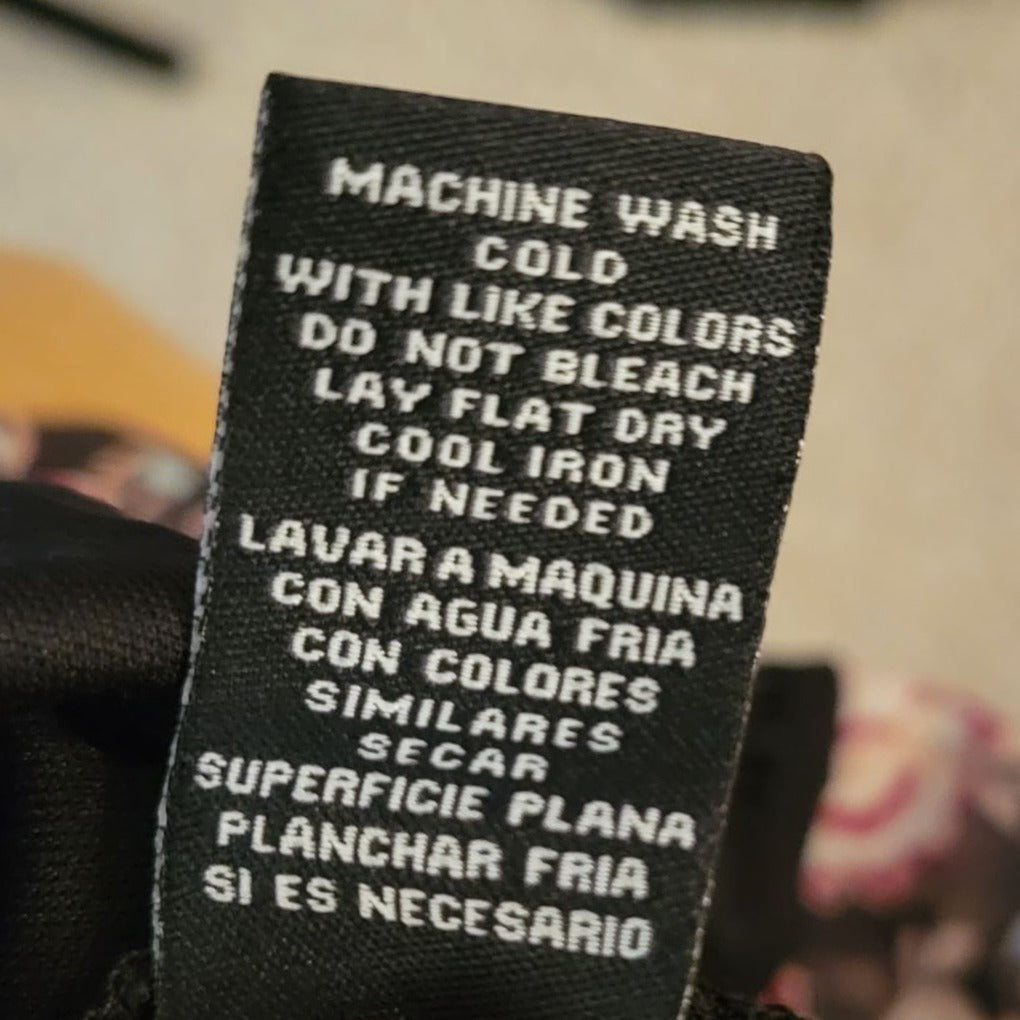 MACHINE WASH
COLD
WITH LIKE COLORS
DO NOT BLEACH
LAY FLAT DRY
COOL IRON
IF NEEDED
LAVAR A MAQUINA
CON AGUA FRIA
CON COLORES
SIMILARES
SECAR
SUPERFICIE PLANA
PLANCHAR FRIA
SI ES NECESARIO